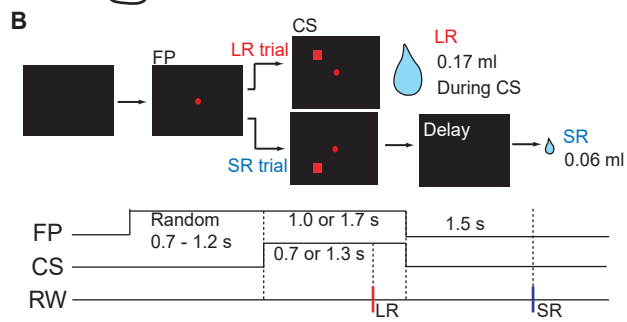 B
CS
FP
LR trial
LR
0.17 ml
During CS
SR trial
Delay
SR
0.06 ml
FP
Random
0.7 - 1.2 s
1.0 or 1.7 s
1.5 s
CS
0.7 or 1.3 s
RW
LR
SR